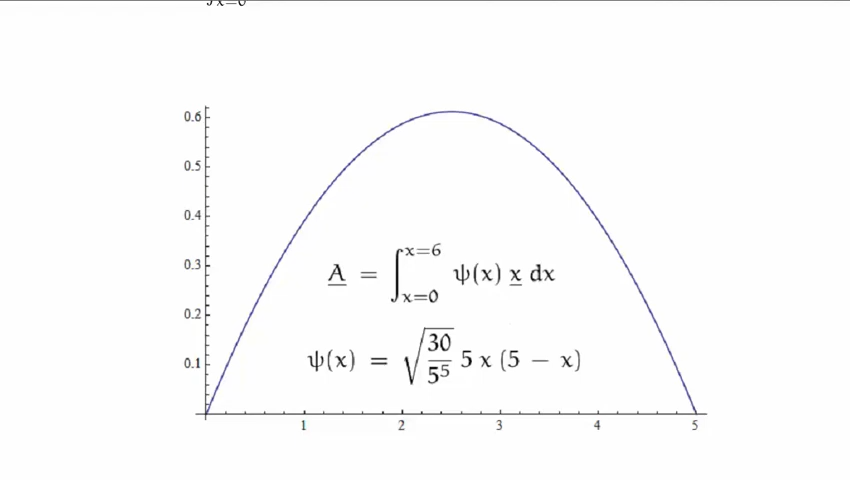 x=0
0.6
0.5
0.4
0.3
0.2
0.1
A = ∫_{x=0}^{x=6} ψ(x) x dx
ψ(x) = √(30/5⁵) 5 x (5 − x)
1 2 3 4 5